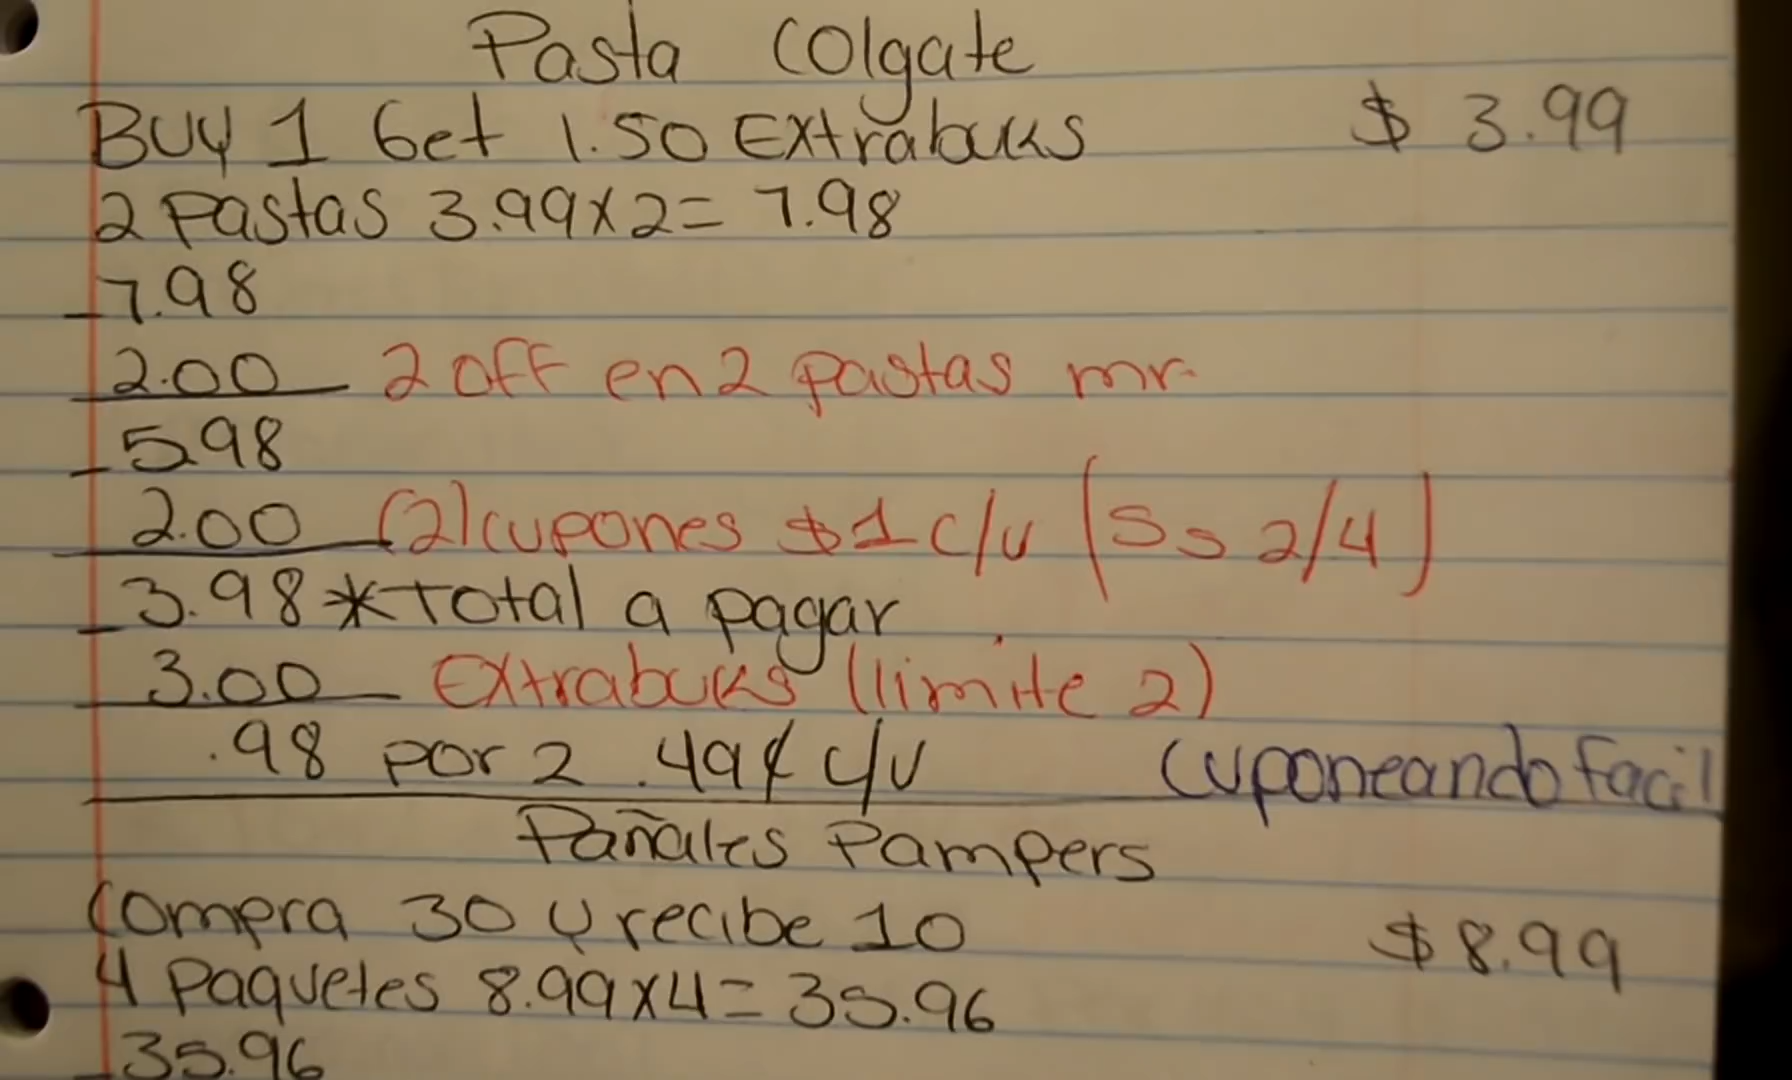 Pasta Colgate
Buy 1 Get 1.50 Extrabuks $ 3.99
2 Pastas 3.99x2= 7.98
-7.98
2.00 2 OFF en 2 pastas mr.
-5.98
2.00 (2) cupones $1 c/u (Ss 2/4)
-3.98 *Total a pagar
3.00 Extrabucks (limite 2)
.98 por 2 .49¢ c/u Cuponeando Facil
Pañales Pampers
Compra 30 y recibe 10 $8.99
4 Paquetes 8.99x4= 35.96
-35.96